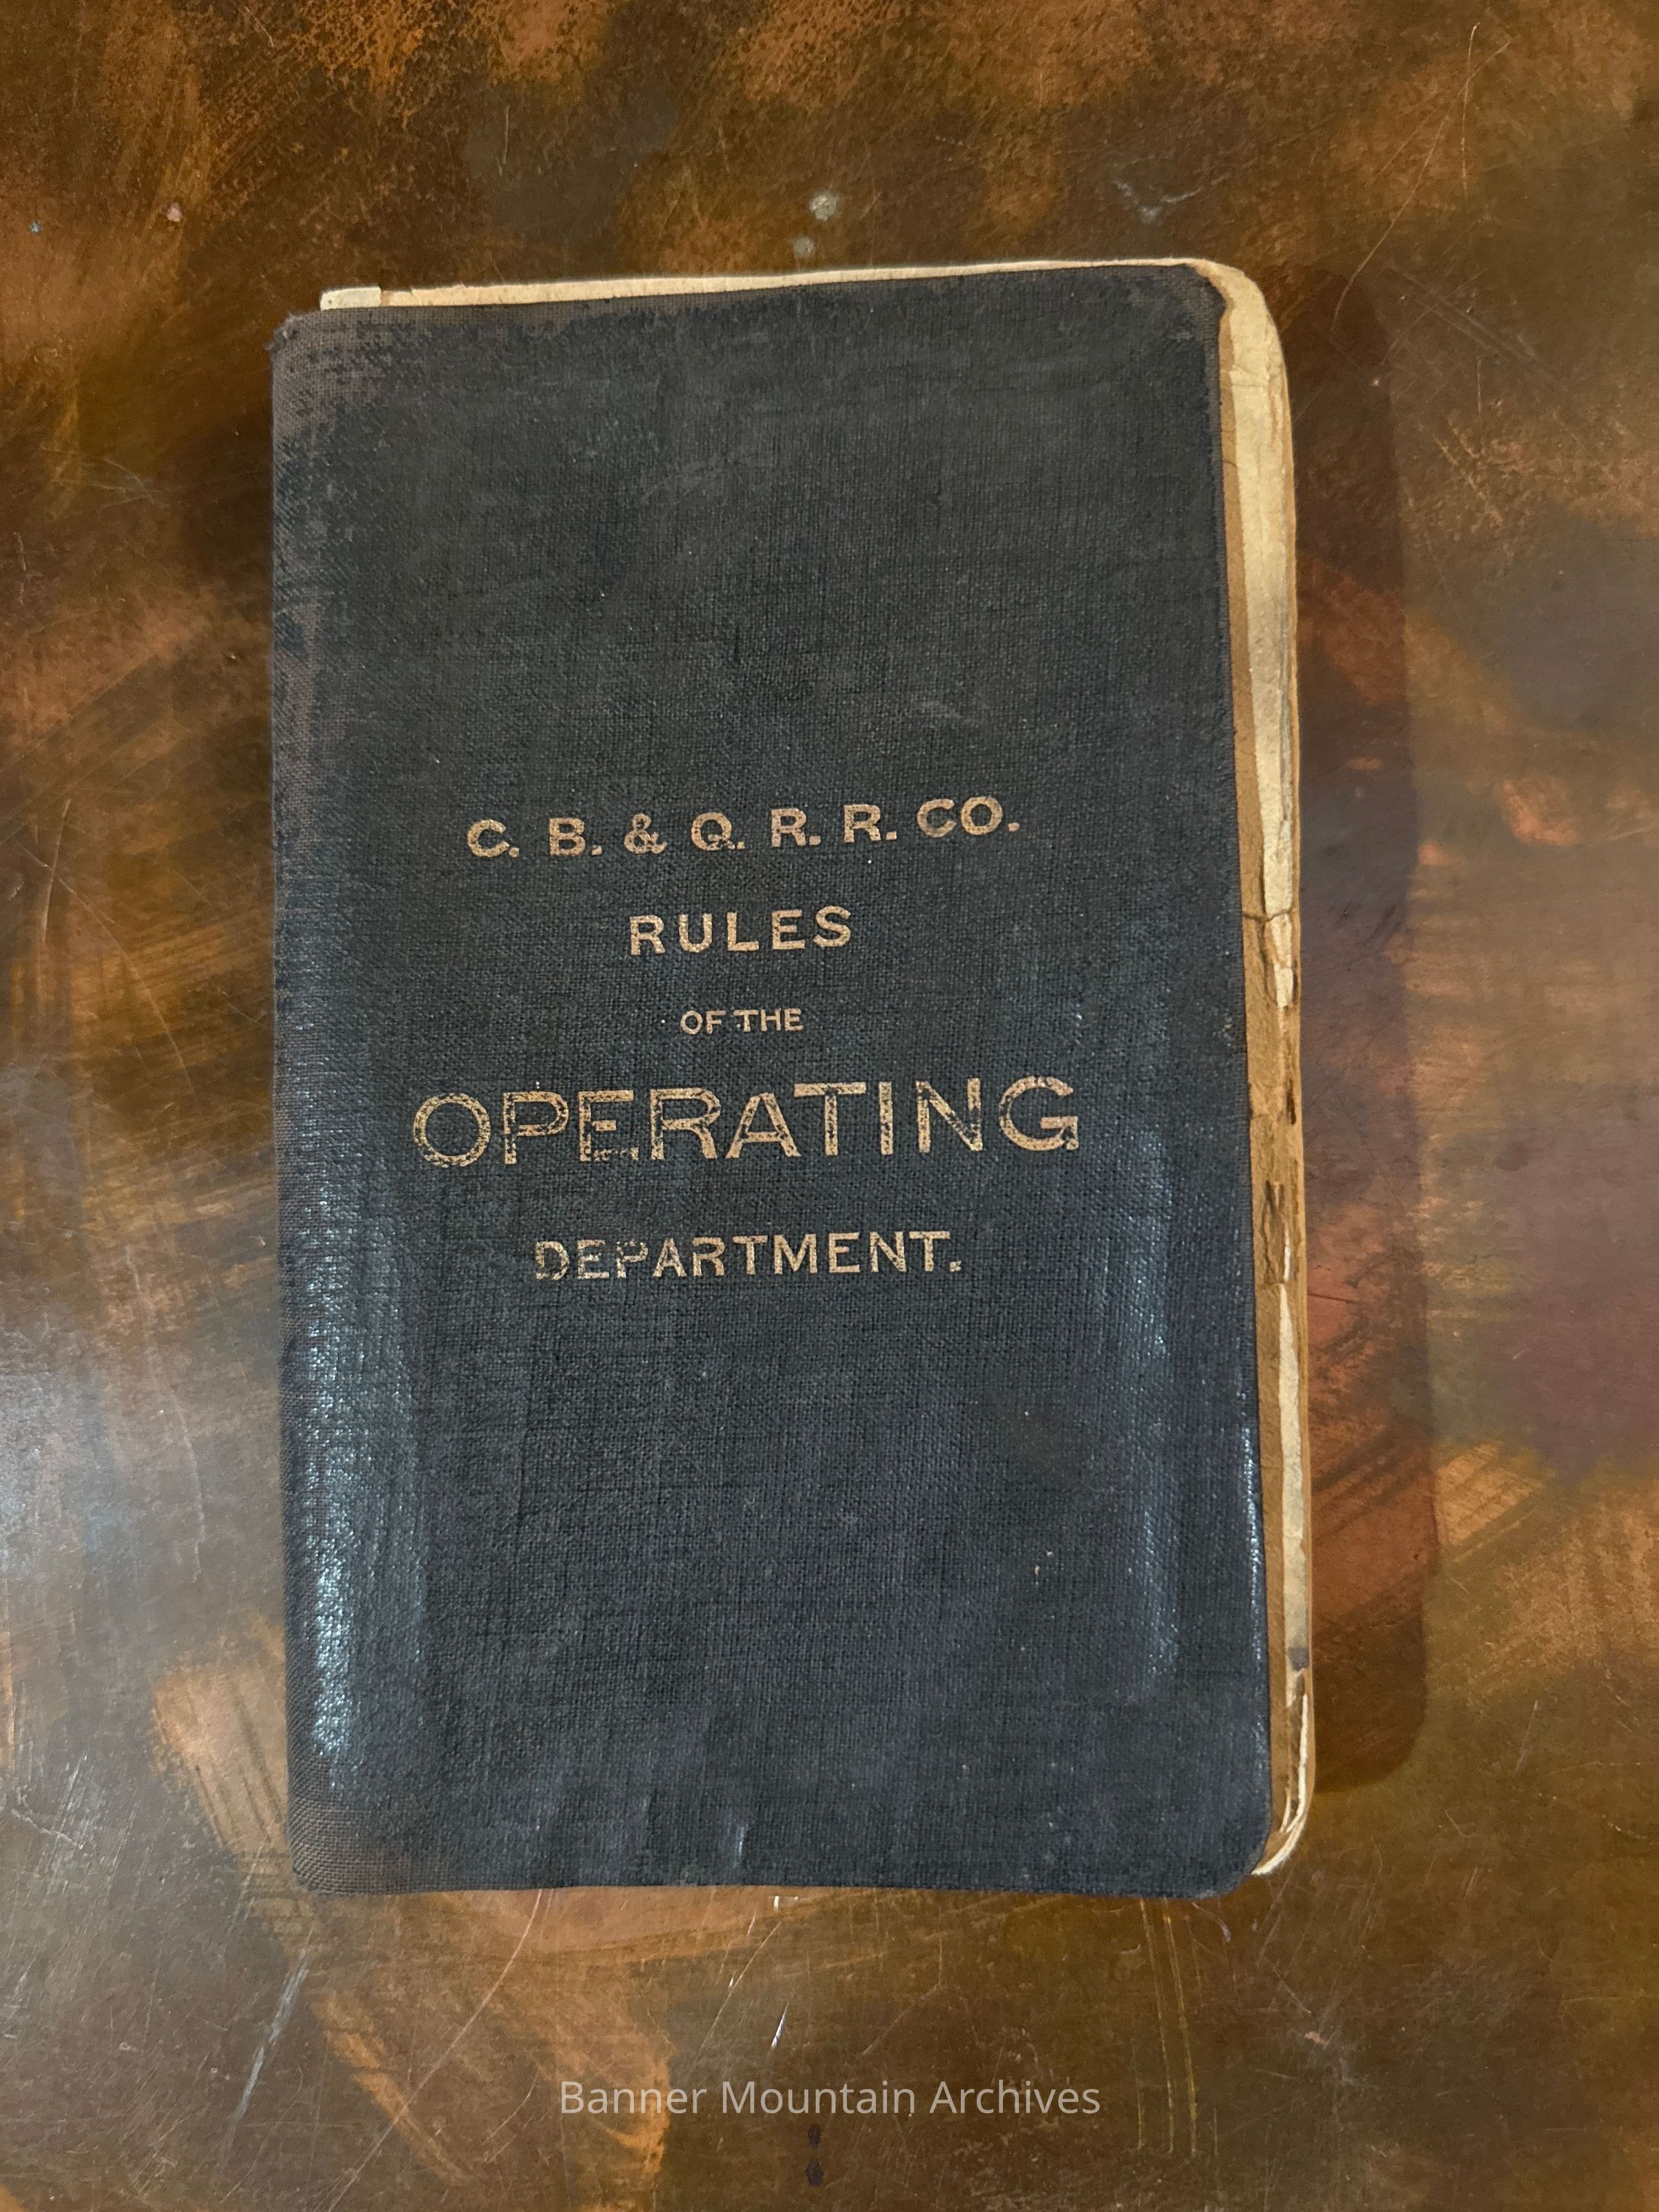 C. B. & Q. R. R. CO.
RULES
OF THE
OPERATING
DEPARTMENT.
Banner Mountain Archives